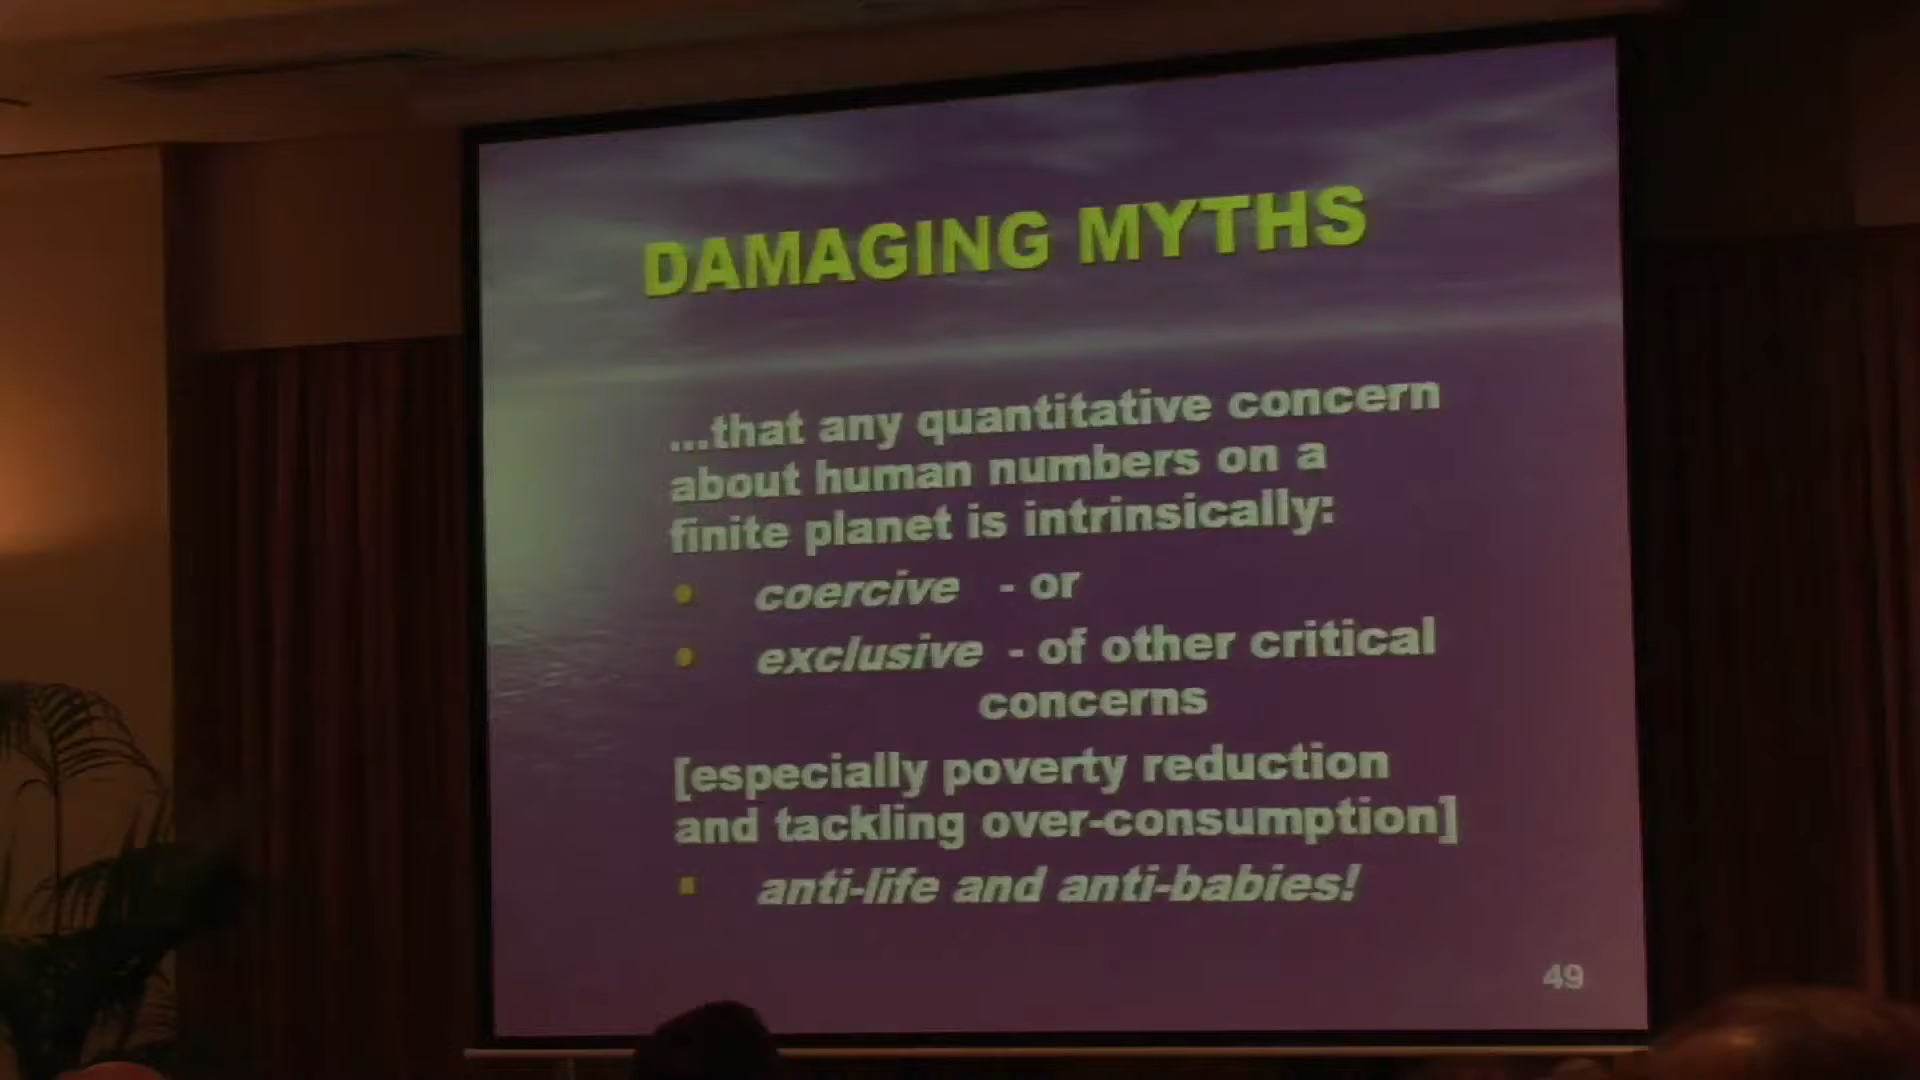 DAMAGING MYTHS
...that any quantitative concern
about human numbers on a
finite planet is intrinsically:
• coercive - or
• exclusive - of other critical
concerns
[especially poverty reduction
and tackling over-consumption]
▪ anti-life and anti-babies!
49